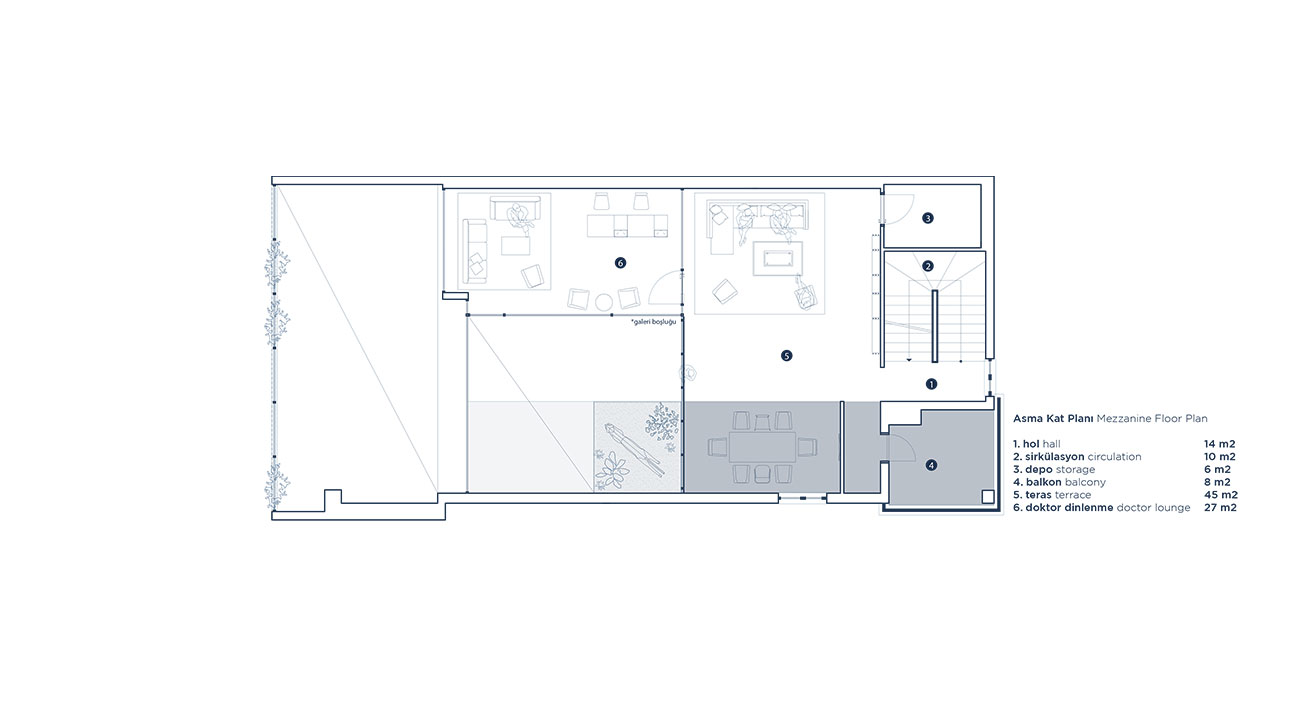 3
2
6
*galeri boşluğu
5
1
4
Asma Kat Planı Mezzanine Floor Plan
1. hol hall 14 m2
2. sirkülasyon circulation 10 m2
3. depo storage 6 m2
4. balkon balcony 8 m2
5. teras terrace 45 m2
6. doktor dinlenme doctor lounge 27 m2